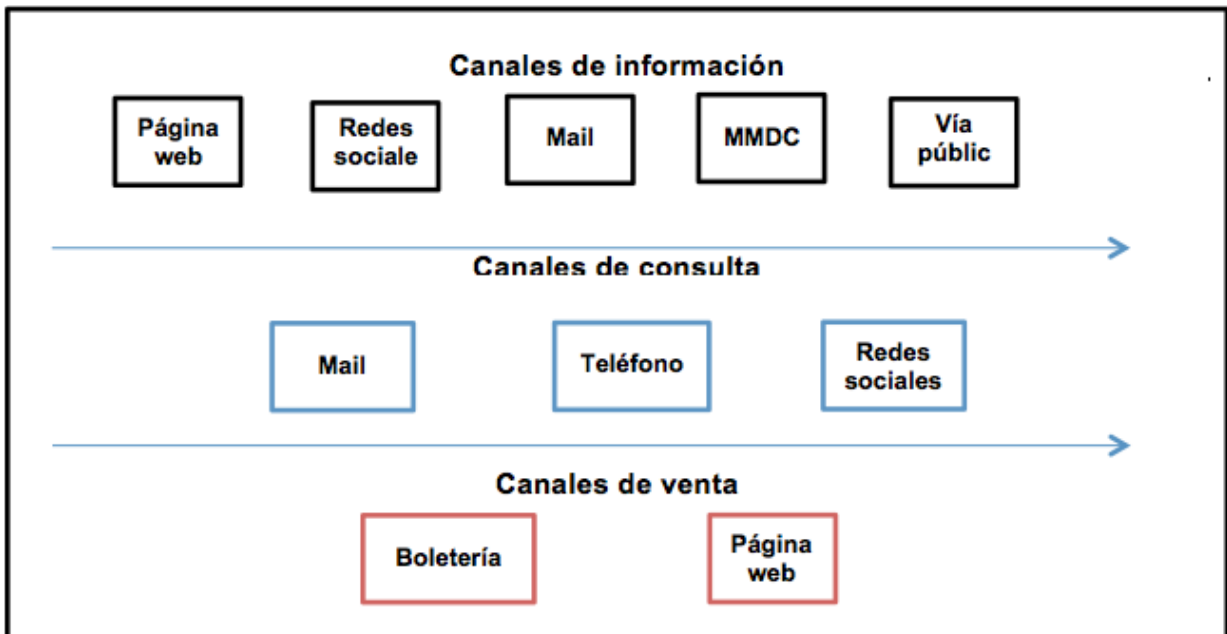 Canales de información
Página
web
Redes
sociale
Mail
MMDC
Vía
públic
Canales de consulta
Mail
Teléfono
Redes
sociales
Canales de venta
Boletería
Página
web